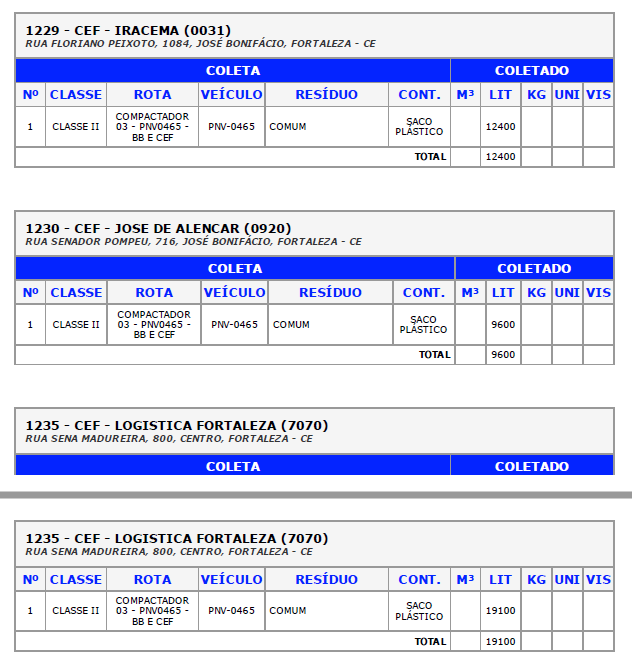 1229 - CEF - IRACEMA (0031)
RUA FLORIANO PEIXOTO, 1084, JOSÉ BONIFÁCIO, FORTALEZA - CE
COLETA COLETADO
Nº CLASSE ROTA VEÍCULO RESÍDUO CONT. M³ LIT KG UNI VIS
1 CLASSE II COMPACTADOR 03 - PNV0465 - BB E CEF PNV-0465 COMUM SACO PLÁSTICO 12400
TOTAL 12400
1230 - CEF - JOSE DE ALENCAR (0920)
RUA SENADOR POMPEU, 716, JOSÉ BONIFÁCIO, FORTALEZA - CE
COLETA COLETADO
Nº CLASSE ROTA VEÍCULO RESÍDUO CONT. M³ LIT KG UNI VIS
1 CLASSE II COMPACTADOR 03 - PNV0465 - BB E CEF PNV-0465 COMUM SACO PLÁSTICO 9600
TOTAL 9600
1235 - CEF - LOGISTICA FORTALEZA (7070)
RUA SENA MADUREIRA, 800, CENTRO, FORTALEZA - CE
COLETA COLETADO
1235 - CEF - LOGISTICA FORTALEZA (7070)
RUA SENA MADUREIRA, 800, CENTRO, FORTALEZA - CE
Nº CLASSE ROTA VEÍCULO RESÍDUO CONT. M³ LIT KG UNI VIS
1 CLASSE II COMPACTADOR 03 - PNV0465 - BB E CEF PNV-0465 COMUM SACO PLÁSTICO 19100
TOTAL 19100